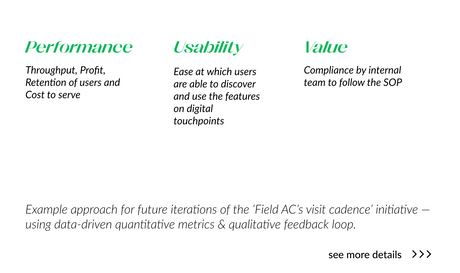 Performance
Throughput, Profit,
Retention of users and
Cost to serve
Usability
Ease at which users
are able to discover
and use the features
on digital
touchpoints
Value
Compliance by internal
team to follow the SOP
Example approach for future iterations of the ‘Field AC’s visit cadence’ initiative —
using data-driven quantitative metrics & qualitative feedback loop.
see more details >>>